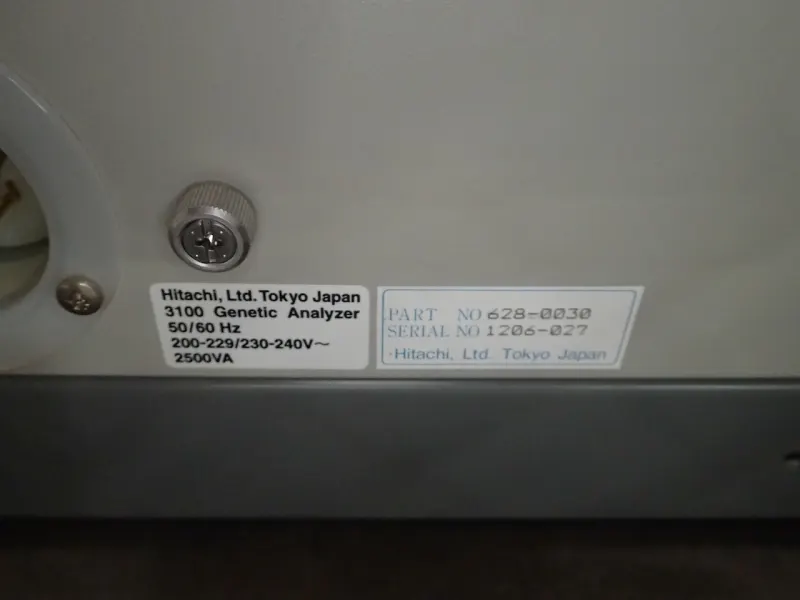 Hitachi, Ltd. Tokyo Japan
3100 Genetic Analyzer
50/60 Hz
200-229/230-240V～
2500VA
PART NO 628-0030
SERIAL NO 1206-027
Hitachi, Ltd. Tokyo Japan